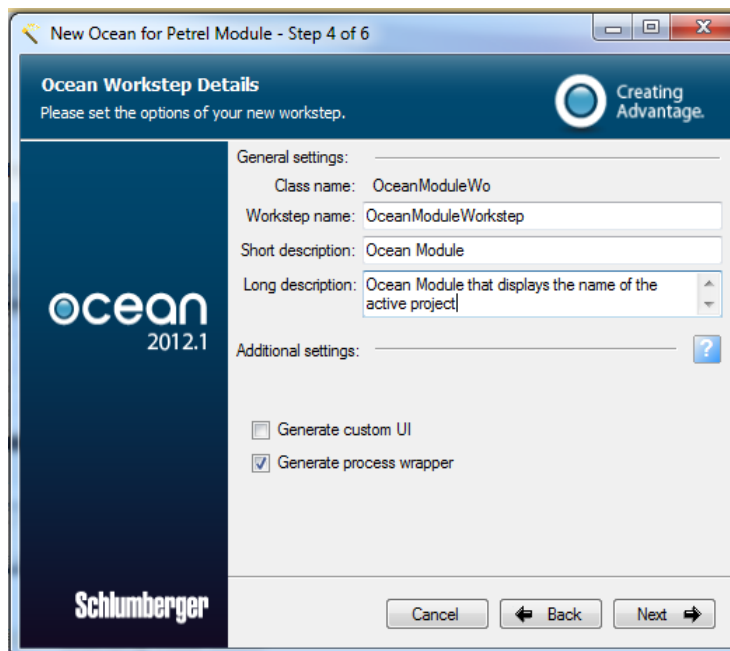 New Ocean for Petrel Module - Step 4 of 6
Ocean Workstep Details
Please set the options of your new workstep.
Creating
Advantage.
General settings:
Class name: OceanModuleWo
Workstep name: OceanModuleWorkstep
Short description: Ocean Module
Long description: Ocean Module that displays the name of the
active project
ocean
2012.1
Additional settings:
?
Generate custom UI
Generate process wrapper
Schlumberger
Cancel
Back
Next